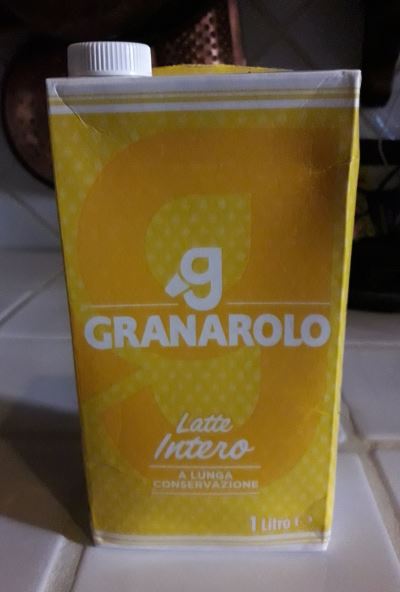 g
GRANAROLO
Latte
Intero
A LUNGA
CONSERVAZIONE
1 Litro